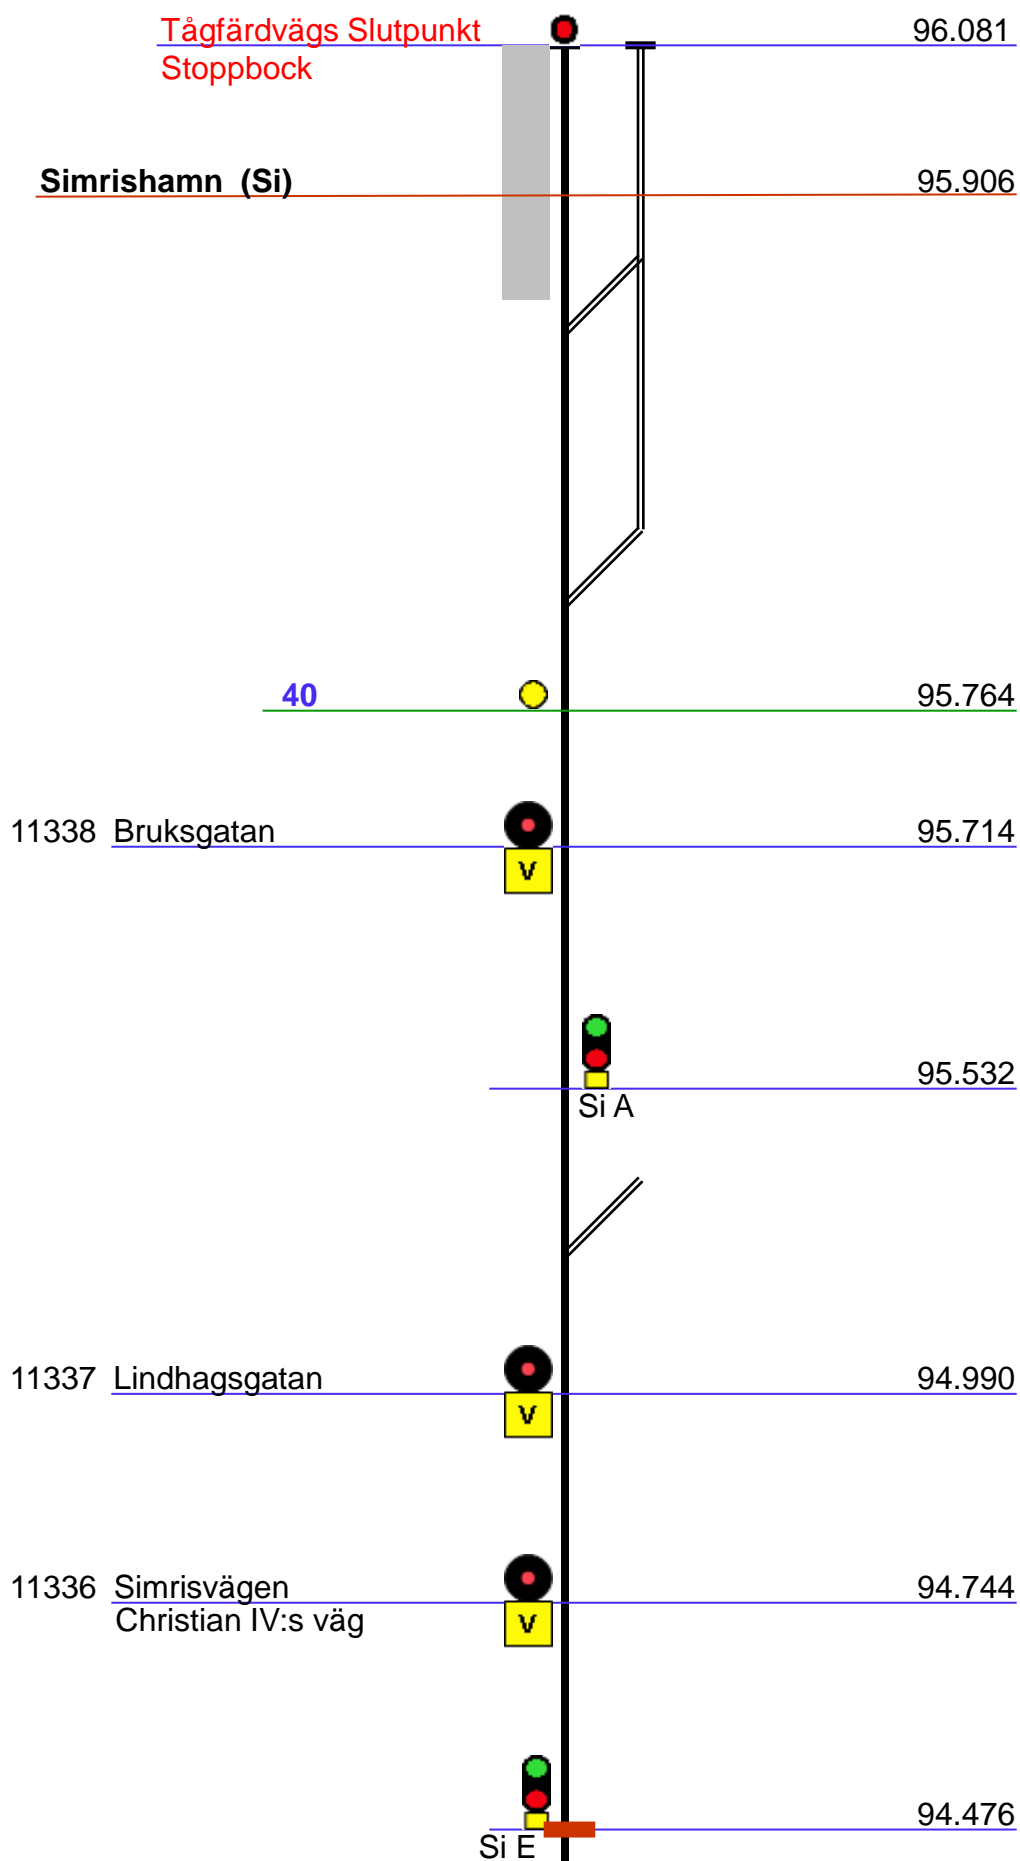 Tågfärdvägs Slutpunkt 96.081
Stoppbock
Simrishamn (Si) 95.906
40 95.764
11338 Bruksgatan 95.714
V
95.532
Si A
11337 Lindhagsgatan 94.990
V
11336 Simrisvägen 94.744
Christian IV:s väg
V
94.476
Si E